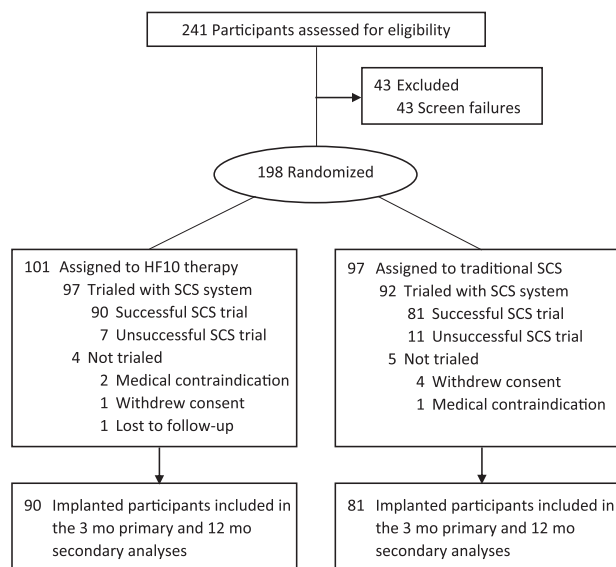 241 Participants assessed for eligibility
43 Excluded
43 Screen failures
198 Randomized
101 Assigned to HF10 therapy
97 Trialed with SCS system
90 Successful SCS trial
7 Unsuccessful SCS trial
4 Not trialed
2 Medical contraindication
1 Withdrew consent
1 Lost to follow-up
97 Assigned to traditional SCS
92 Trialed with SCS system
81 Successful SCS trial
11 Unsuccessful SCS trial
5 Not trialed
4 Withdrew consent
1 Medical contraindication
90 Implanted participants included in
the 3 mo primary and 12 mo
secondary analyses
81 Implanted participants included in
the 3 mo primary and 12 mo
secondary analyses